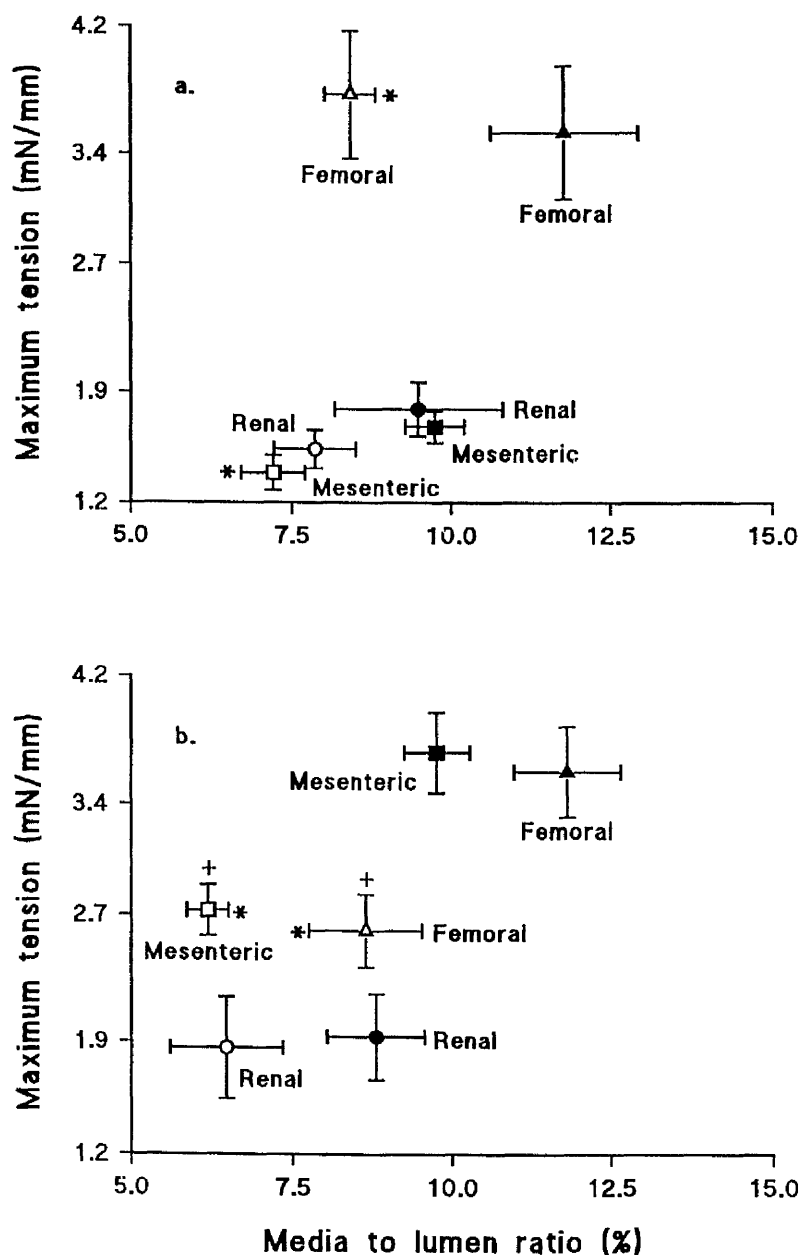 4.2
a.
*
Femoral
3.4
Femoral
2.7
1.9
Renal
Renal
Mesenteric
*
Mesenteric
1.2
5.0 7.5 10.0 12.5 15.0
Maximum tension (mN/mm)
4.2
b.
Mesenteric
3.4
Femoral
+
+
2.7
*
*
Femoral
Mesenteric
1.9
Renal
Renal
1.2
5.0 7.5 10.0 12.5 15.0
Maximum tension (mN/mm)
Media to lumen ratio (%)